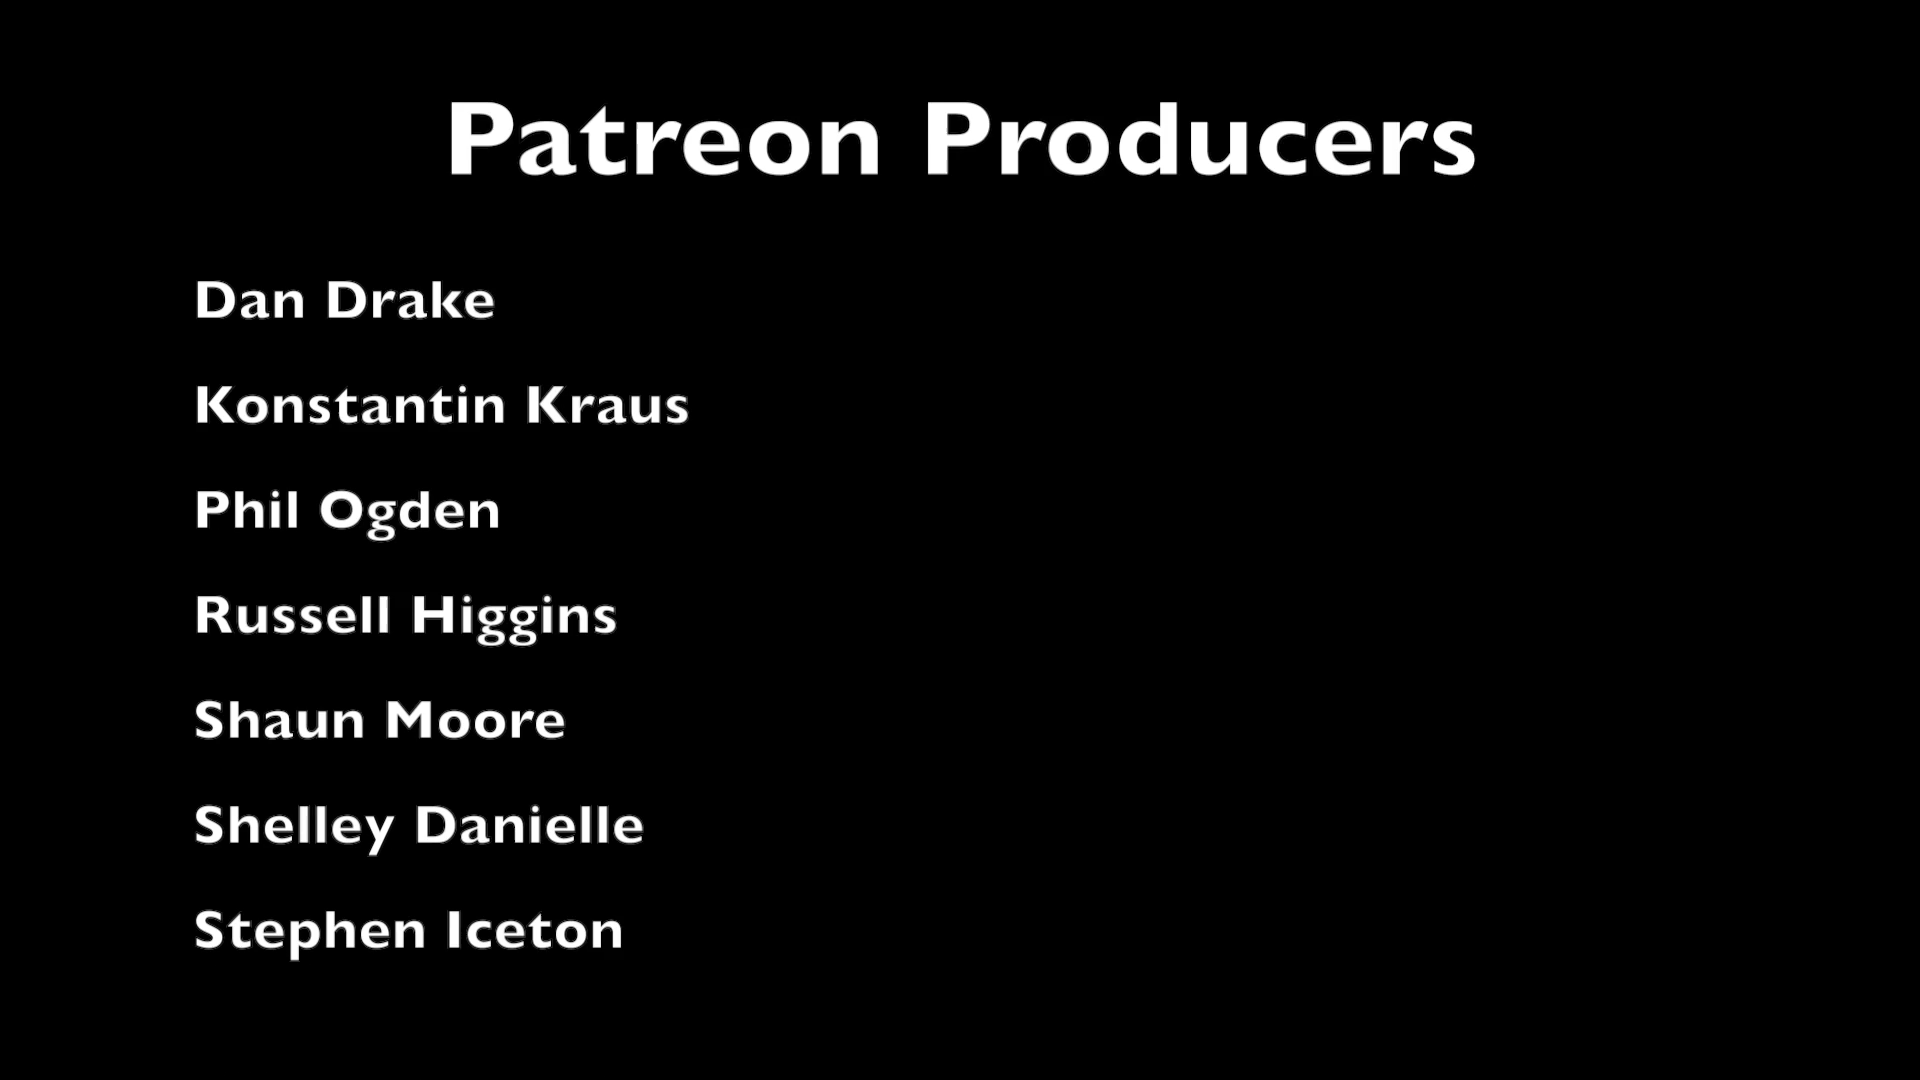 Patreon Producers
Dan Drake
Konstantin Kraus
Phil Ogden
Russell Higgins
Shaun Moore
Shelley Danielle
Stephen Iceton